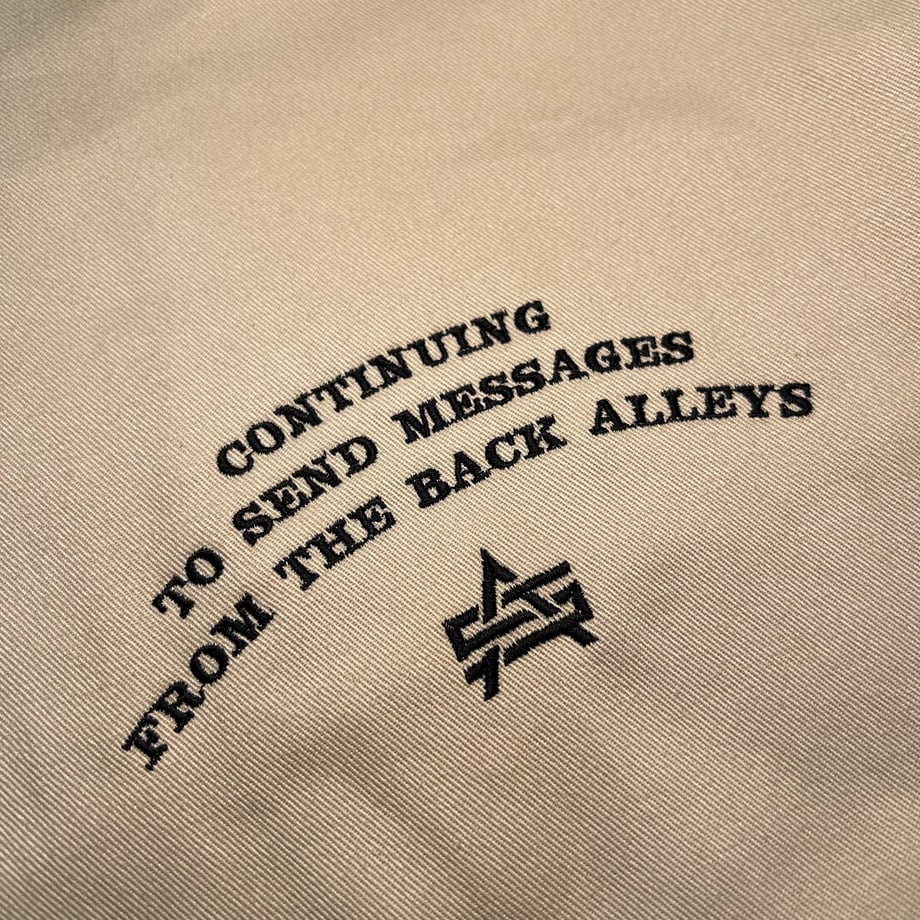 CONTINUING
TO SEND MESSAGES
FROM THE BACK ALLEYS